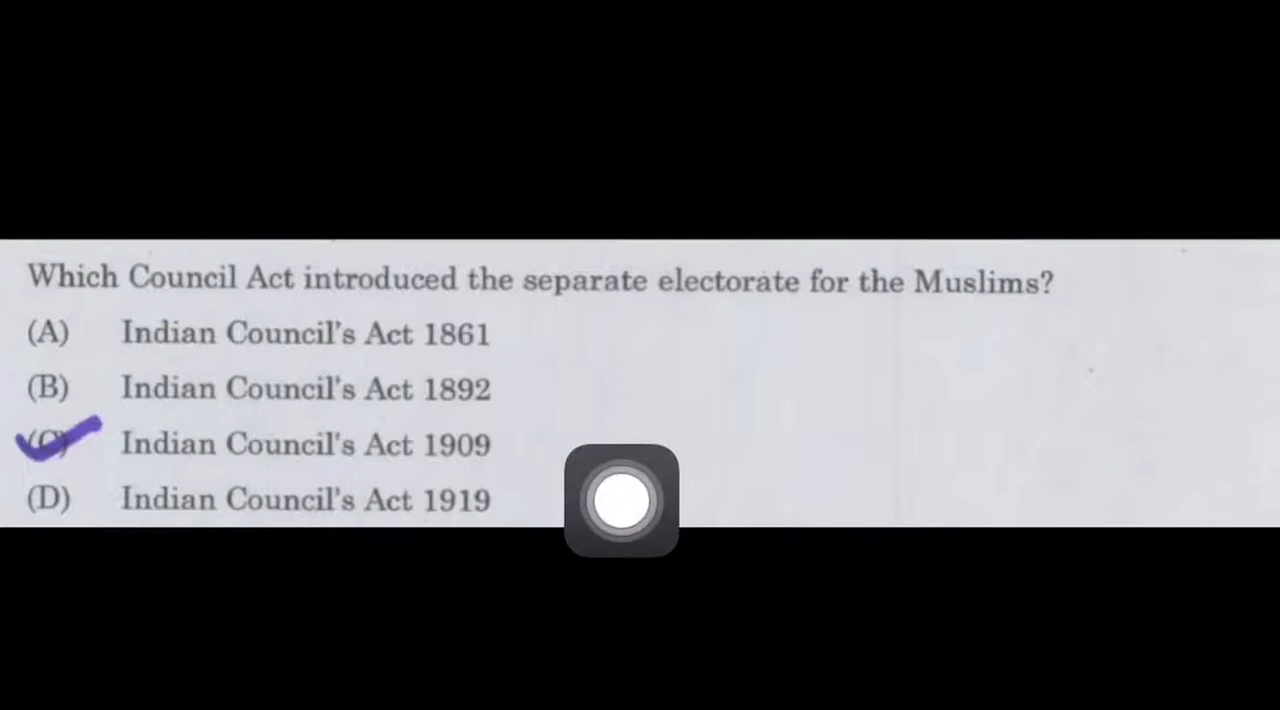 Which Council Act introduced the separate electorate for the Muslims?
(A) Indian Council's Act 1861
(B) Indian Council's Act 1892
(C) Indian Council's Act 1909
(D) Indian Council's Act 1919